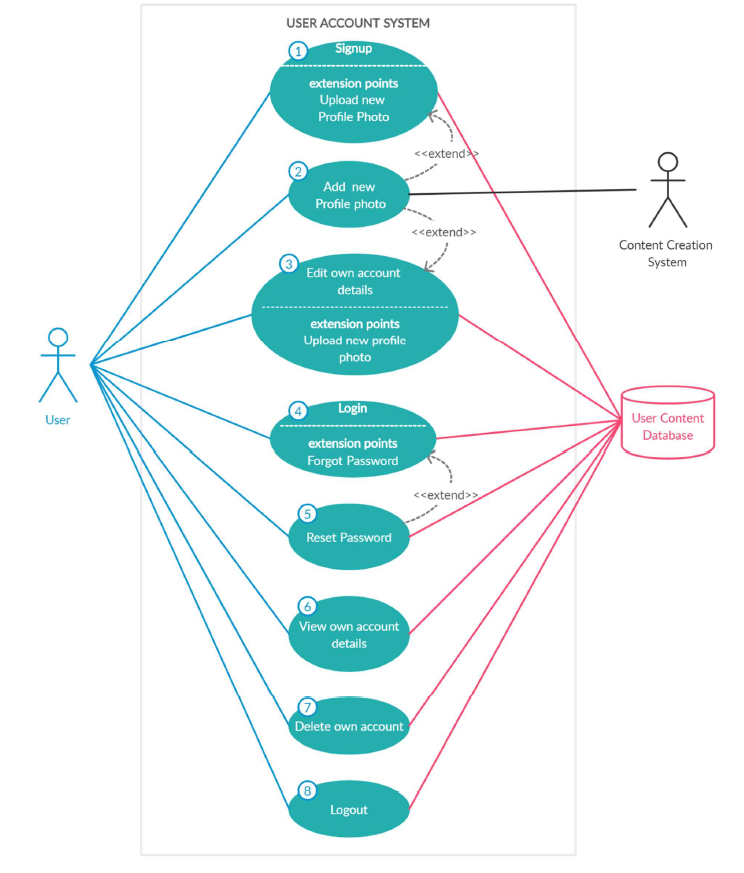 USER ACCOUNT SYSTEM
1
Signup
extension points
Upload new
Profile Photo
<<extend>>
2
Add new
Profile photo
Content Creation
System
<<extend>>
3
Edit own account
details
extension points
Upload new profile
photo
User
4
Login
extension points
Forgot Password
User Content
Database
<<extend>>
5
Reset Password
6
View own account
details
7
Delete own account
8
Logout